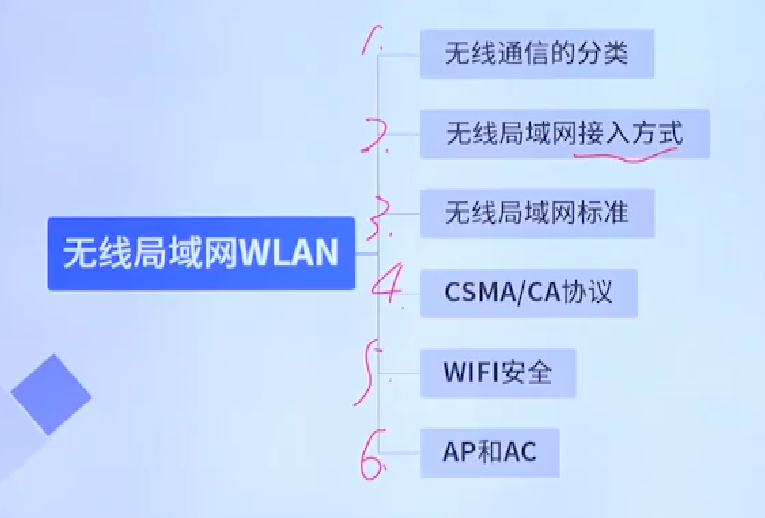 1. 无线通信的分类
2. 无线局域网接入方式
3. 无线局域网标准
无线局域网WLAN
4. CSMA/CA协议
5. WIFI安全
6. AP和AC